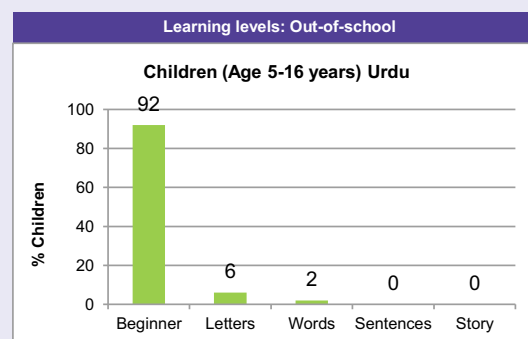 Learning levels: Out-of-school
Children (Age 5-16 years) Urdu
% Children
100
80
60
40
20
0
92
6
2
0
0
Beginner Letters Words Sentences Story